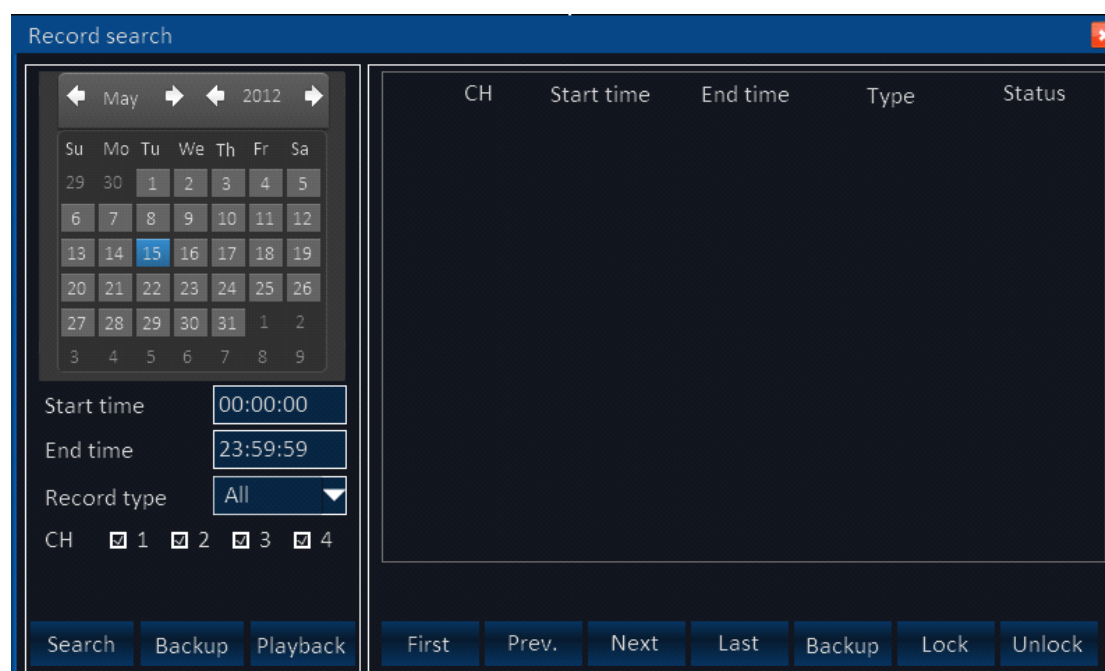 Record search
May 2012
Su Mo Tu We Th Fr Sa
29 30 1 2 3 4 5
6 7 8 9 10 11 12
13 14 15 16 17 18 19
20 21 22 23 24 25 26
27 28 29 30 31 1 2
3 4 5 6 7 8 9
Start time 00:00:00
End time 23:59:59
Record type All
CH 1 2 3 4
Search Backup Playback
CH Start time End time Type Status
First Prev. Next Last Backup Lock Unlock